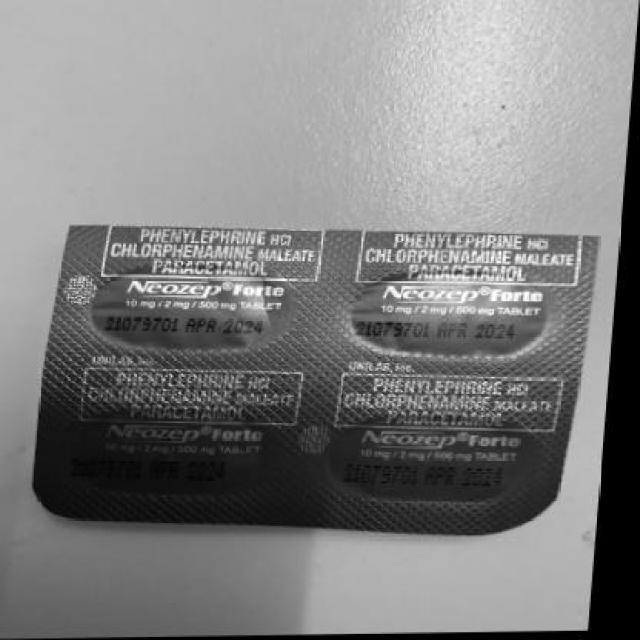 PHENYLEPHRINE HCl
CHLORPHENAMINE MALEATE
PARACETAMOL
Neozep® Forte
10 mg / 2 mg / 500 mg TABLET
21079701 APR 2024
PHENYLEPHRINE HCl
CHLORPHENAMINE MALEATE
PARACETAMOL
Neozep® Forte
10 mg / 2 mg / 500 mg TABLET
21079701 APR 2024
UNILAB, Inc.
PHENYLEPHRINE HCl
CHLORPHENAMINE MALEATE
PARACETAMOL
Neozep® Forte
10 mg / 2 mg / 500 mg TABLET
21079701 APR 2024
UNILAB, Inc.
PHENYLEPHRINE HCl
CHLORPHENAMINE MALEATE
PARACETAMOL
Neozep® Forte
10 mg / 2 mg / 500 mg TABLET
21079701 APR 2024